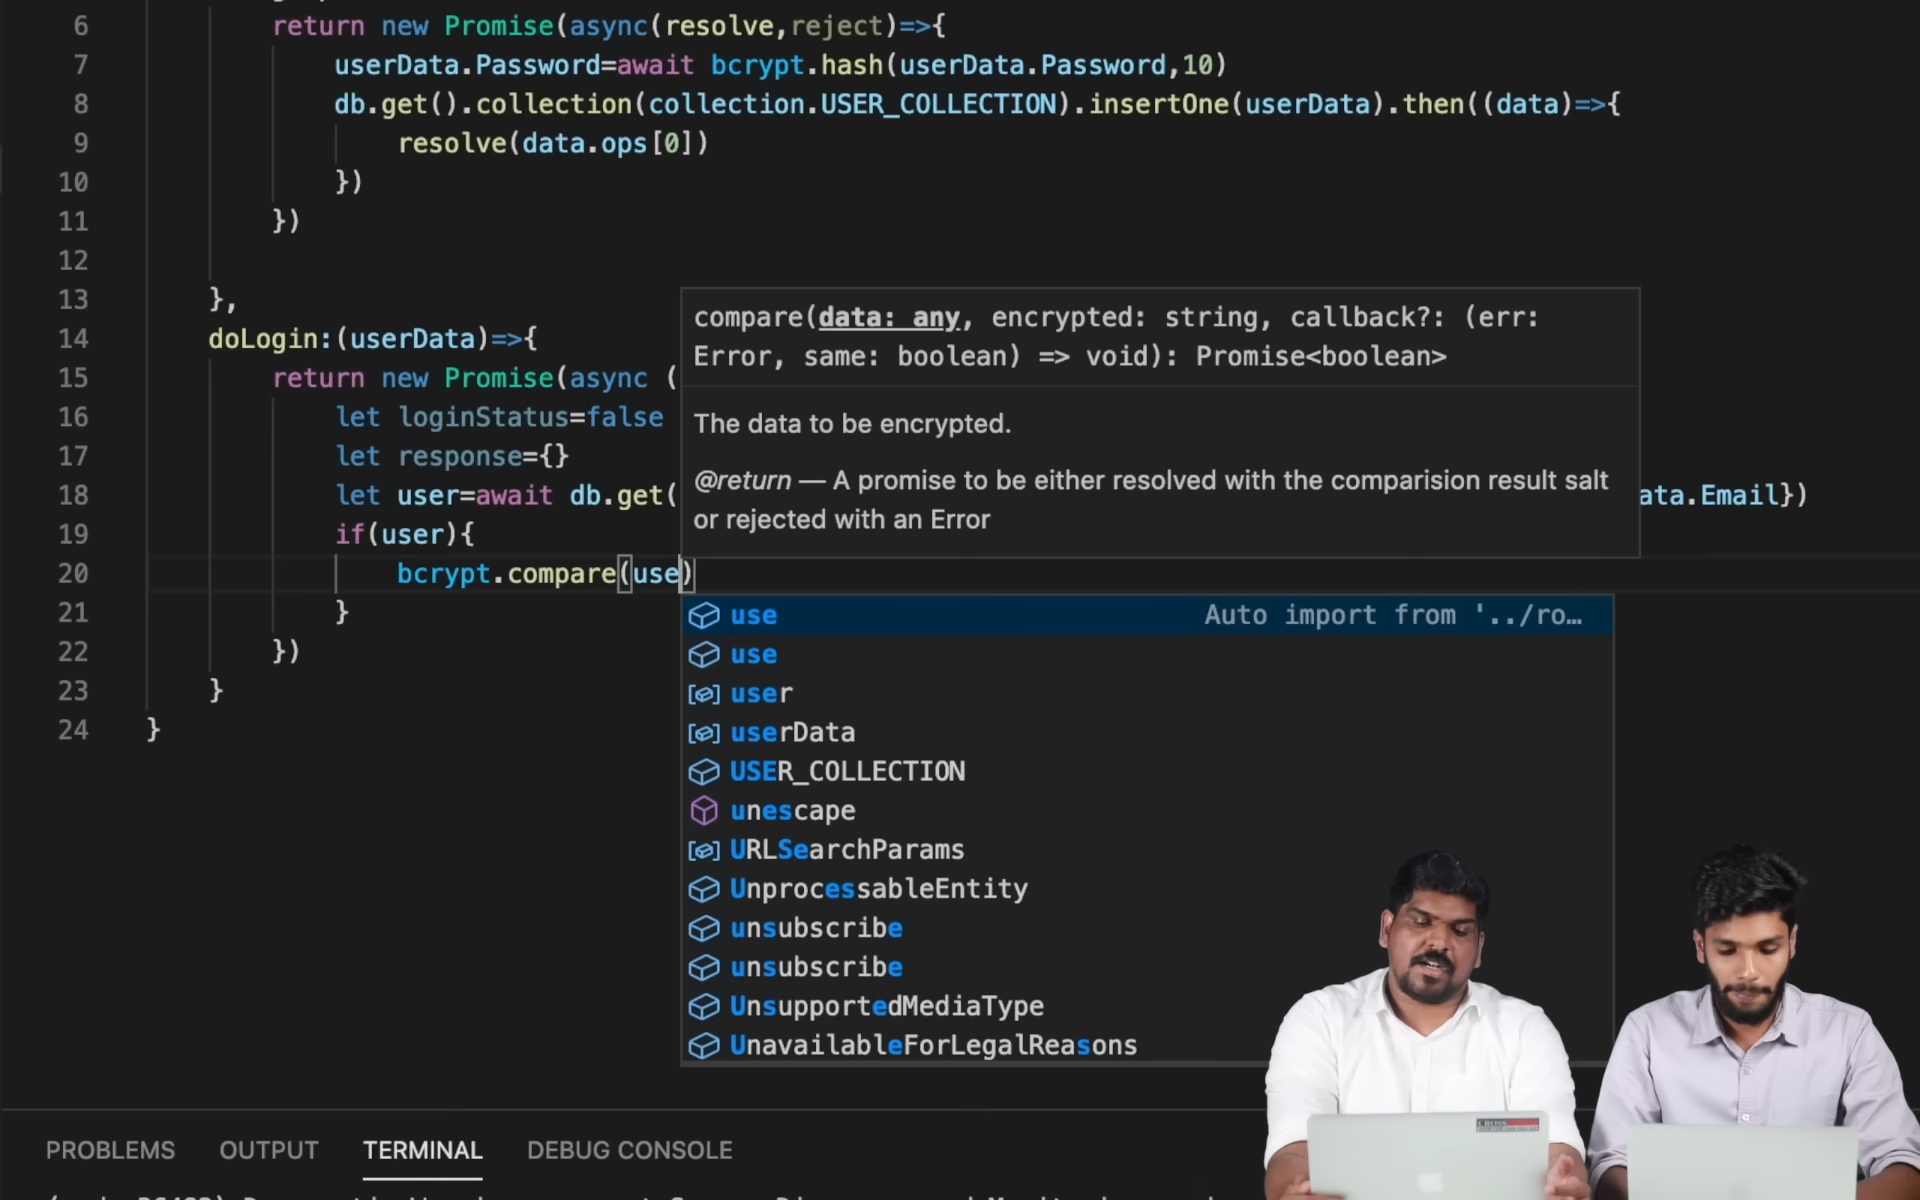 6 return new Promise(async(resolve,reject)=>{
7 userData.Password=await bcrypt.hash(userData.Password,10)
8 db.get().collection(collection.USER_COLLECTION).insertOne(userData).then((data)=>{
9 resolve(data.ops[0])
10 })
11 })
12
13 },
14 doLogin:(userData)=>{
15 return new Promise(async (
16 let loginStatus=false
17 let response={}
18 let user=await db.get( ata.Email})
19 if(user){
20 bcrypt.compare(use)
21 }
22 })
23 }
24 }
compare(data: any, encrypted: string, callback?: (err:
Error, same: boolean) => void): Promise<boolean>
The data to be encrypted.
@return — A promise to be either resolved with the comparision result salt
or rejected with an Error
use Auto import from '../ro…
use
user
userData
USER_COLLECTION
unescape
URLSearchParams
UnprocessableEntity
unsubscribe
unsubscribe
UnsupportedMediaType
UnavailableForLegalReasons
PROBLEMS OUTPUT TERMINAL DEBUG CONSOLE